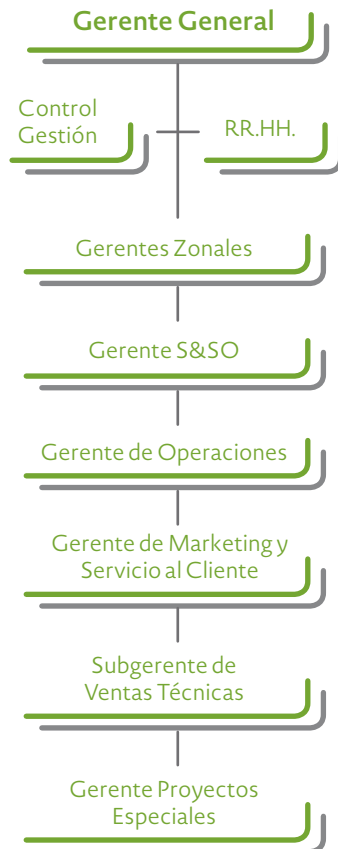 Gerente General
Control
Gestión
RR.HH.
Gerentes Zonales
Gerente S&SO
Gerente de Operaciones
Gerente de Marketing y
Servicio al Cliente
Subgerente de
Ventas Técnicas
Gerente Proyectos
Especiales